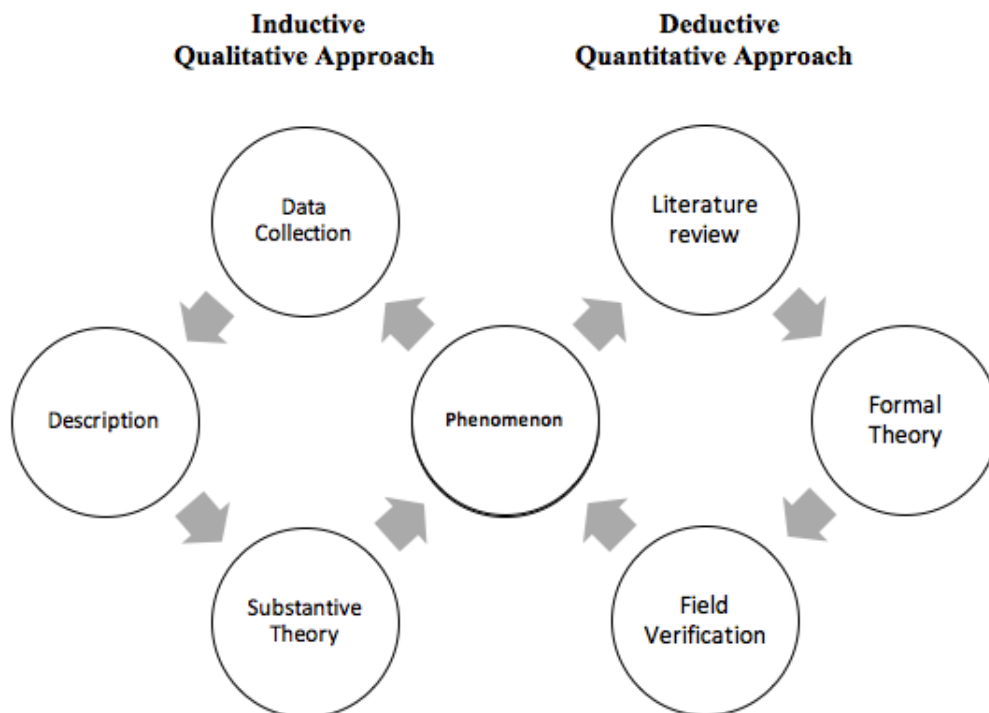 Inductive
Qualitative Approach
Deductive
Quantitative Approach
Data
Collection
Literature
review
Description
Phenomenon
Formal
Theory
Substantive
Theory
Field
Verification